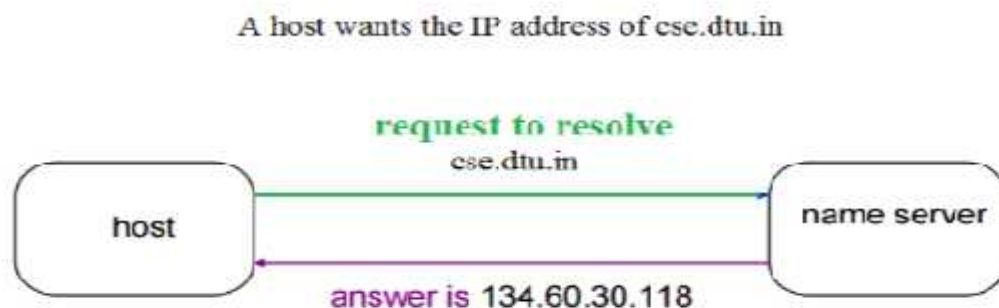 A host wants the IP address of cse.dtu.in
request to resolve
cse.dtu.in
host
name server
answer is 134.60.30.118